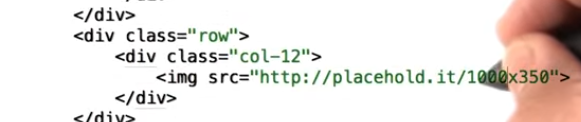 </div>
<div class="row">
<div class="col-12">
<img src="http://placehold.it/1000x350">
</div>
</div>